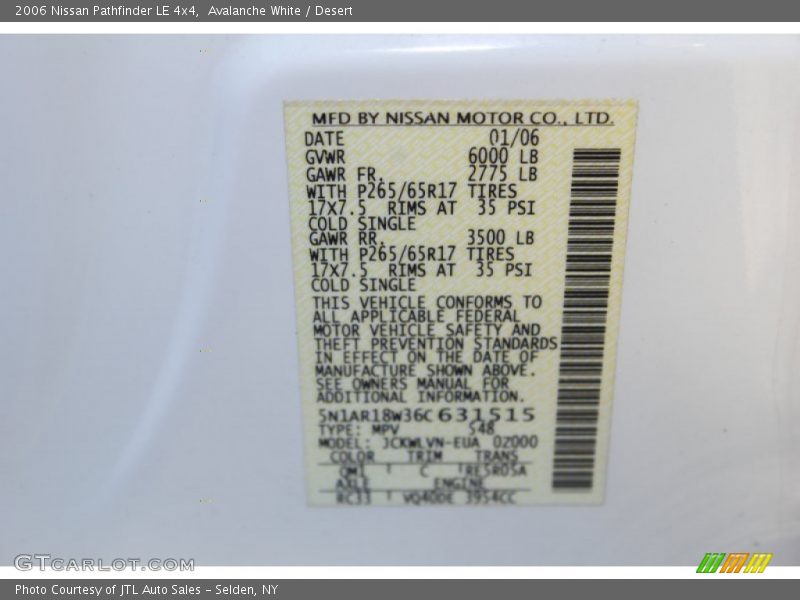 2006 Nissan Pathfinder LE 4x4,  Avalanche White / Desert
MFD BY NISSAN MOTOR CO., LTD.
DATE 01/06
GVWR 6000 LB
GAWR FR. 2775 LB
WITH P265/65R17 TIRES
17X7.5 RIMS AT 35 PSI
COLD SINGLE
GAWR RR. 3500 LB
WITH P265/65R17 TIRES
17X7.5 RIMS AT 35 PSI
COLD SINGLE
THIS VEHICLE CONFORMS TO
ALL APPLICABLE FEDERAL
MOTOR VEHICLE SAFETY AND
THEFT PREVENTION STANDARDS
IN EFFECT ON THE DATE OF
MANUFACTURE SHOWN ABOVE.
SEE OWNERS MANUAL FOR
ADDITIONAL INFORMATION.
5N1AR18W36C631515
TYPE: MPV 548
MODEL: JCKWLVN-EUA 02000
COLOR TRIM TRANS
QM1 C RE5R05A
AXLE ENGINE
RC33 VQ40DE 3954CC
GTCARLOT.COM
Photo Courtesy of JTL Auto Sales – Selden, NY